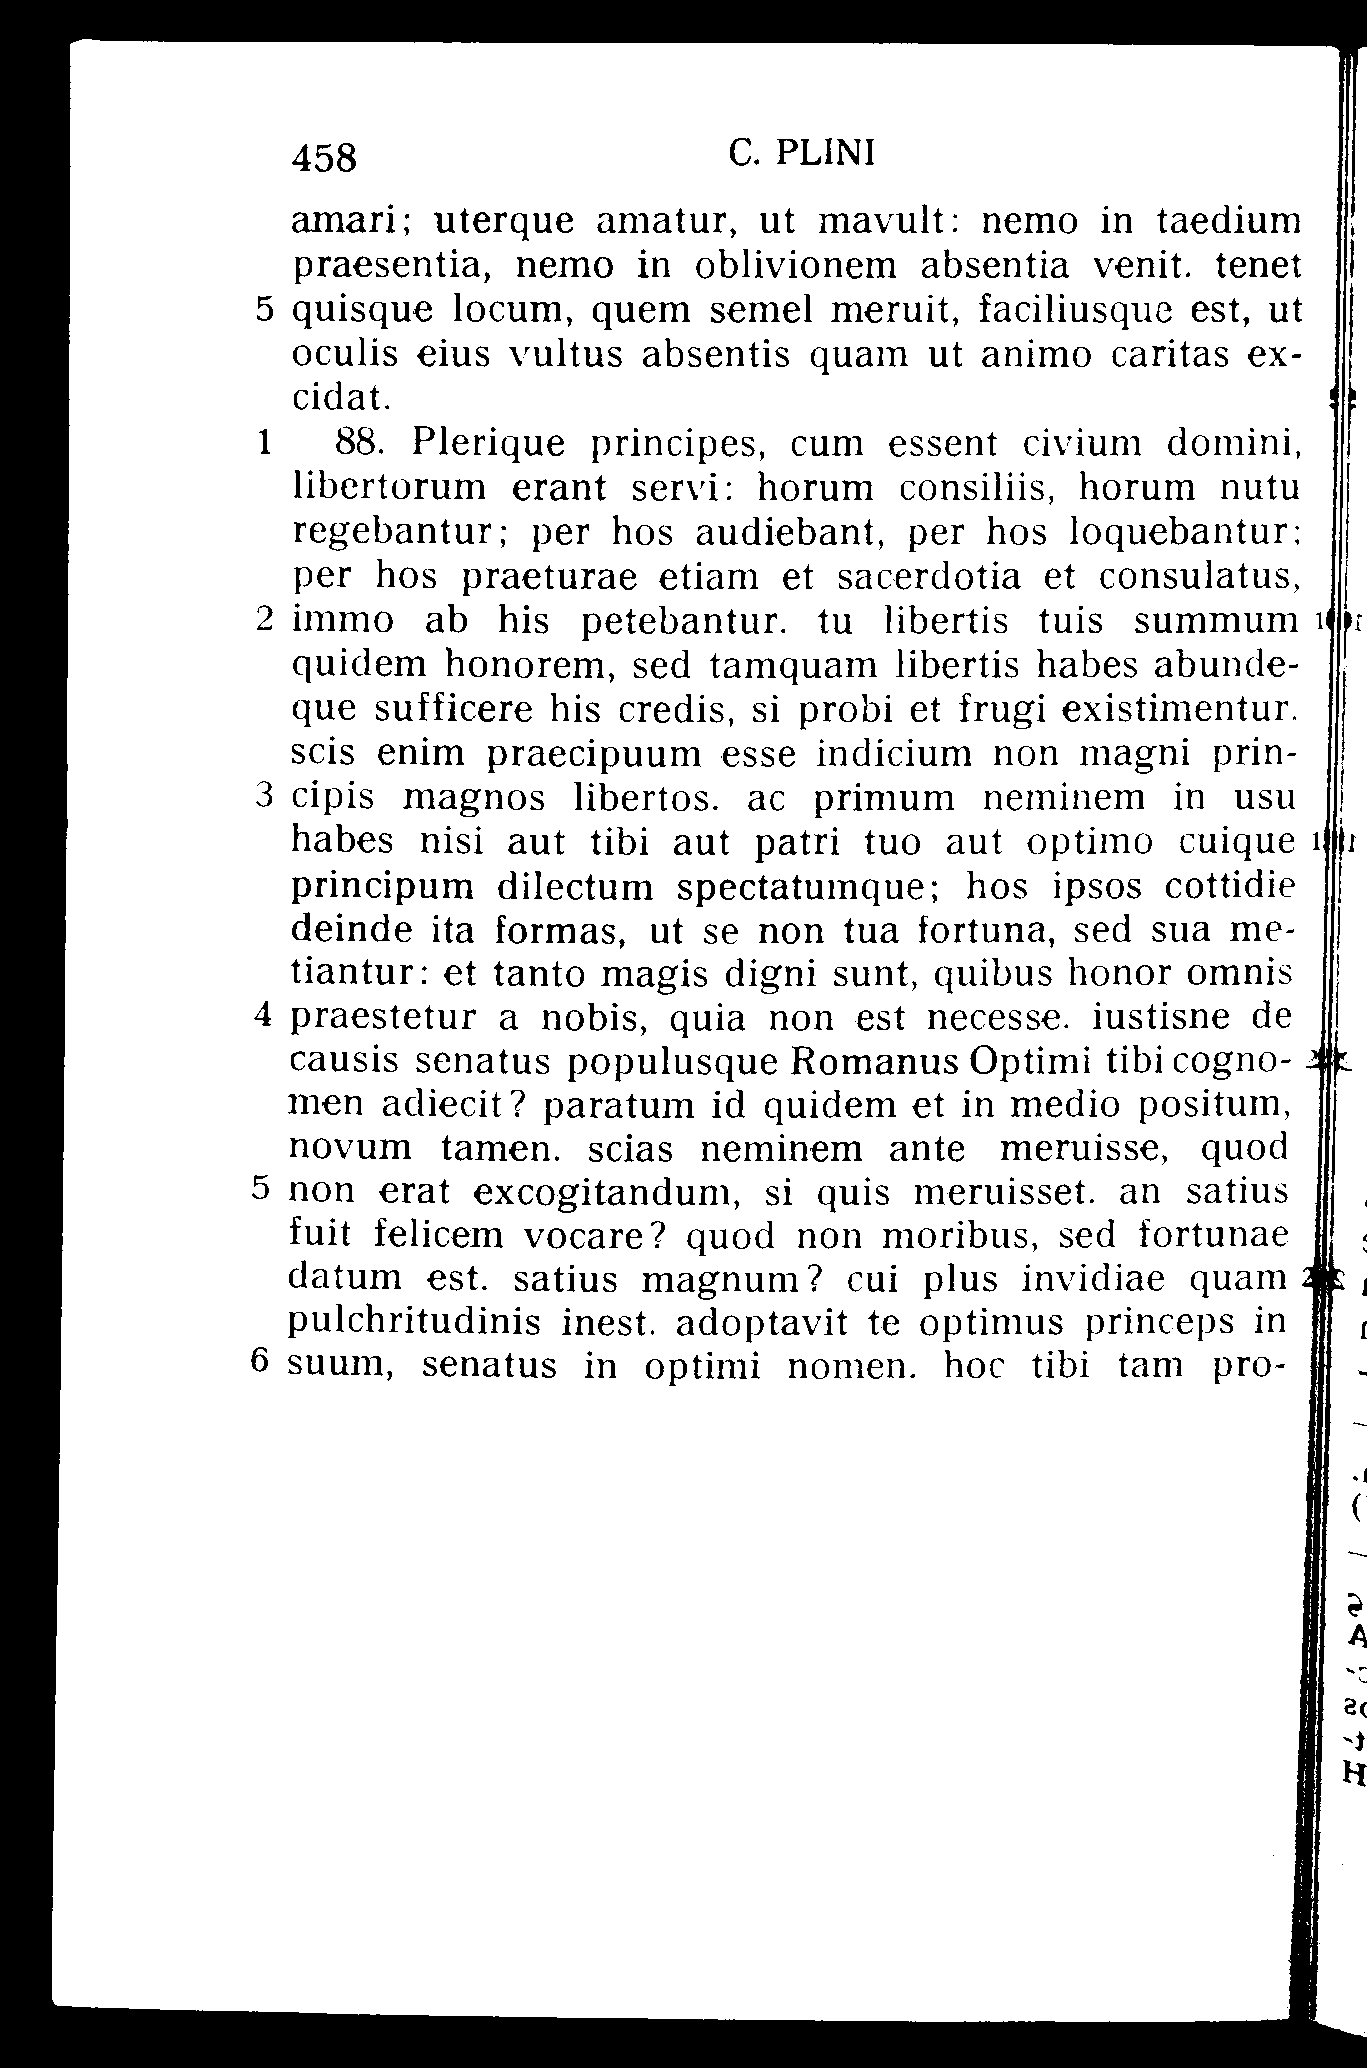 458 C. PLINI
amari; uterque amatur, ut mavult: nemo in taedium
praesentia, nemo in oblivionem absentia venit. tenet
5 quisque locum, quem semel meruit, faciliusque est, ut
oculis eius vultus absentis quam ut animo caritas ex-
cidat.
1 88. Plerique principes, cum essent civium domini,
libertorum erant servi: horum consiliis, horum nutu
regebantur; per hos audiebant, per hos loquebantur;
per hos praeturae etiam et sacerdotia et consulatus,
2 immo ab his petebantur. tu libertis tuis summum
quidem honorem, sed tamquam libertis habes abunde-
que sufficere his credis, si probi et frugi existimentur.
scis enim praecipuum esse indicium non magni prin-
3 cipis magnos libertos. ac primum neminem in usu
habes nisi aut tibi aut patri tuo aut optimo cuique
principum dilectum spectatumque; hos ipsos cottidie
deinde ita formas, ut se non tua fortuna, sed sua me-
tiantur: et tanto magis digni sunt, quibus honor omnis
4 praestetur a nobis, quia non est necesse. iustisne de
causis senatus populusque Romanus Optimi tibi cogno-
men adiecit? paratum id quidem et in medio positum,
novum tamen. scias neminem ante meruisse, quod
5 non erat excogitandum, si quis meruisset. an satius
fuit felicem vocare? quod non moribus, sed fortunae
datum est. satius magnum? cui plus invidiae quam
pulchritudinis inest. adoptavit te optimus princeps in
6 suum, senatus in optimi nomen. hoc tibi tam pro-